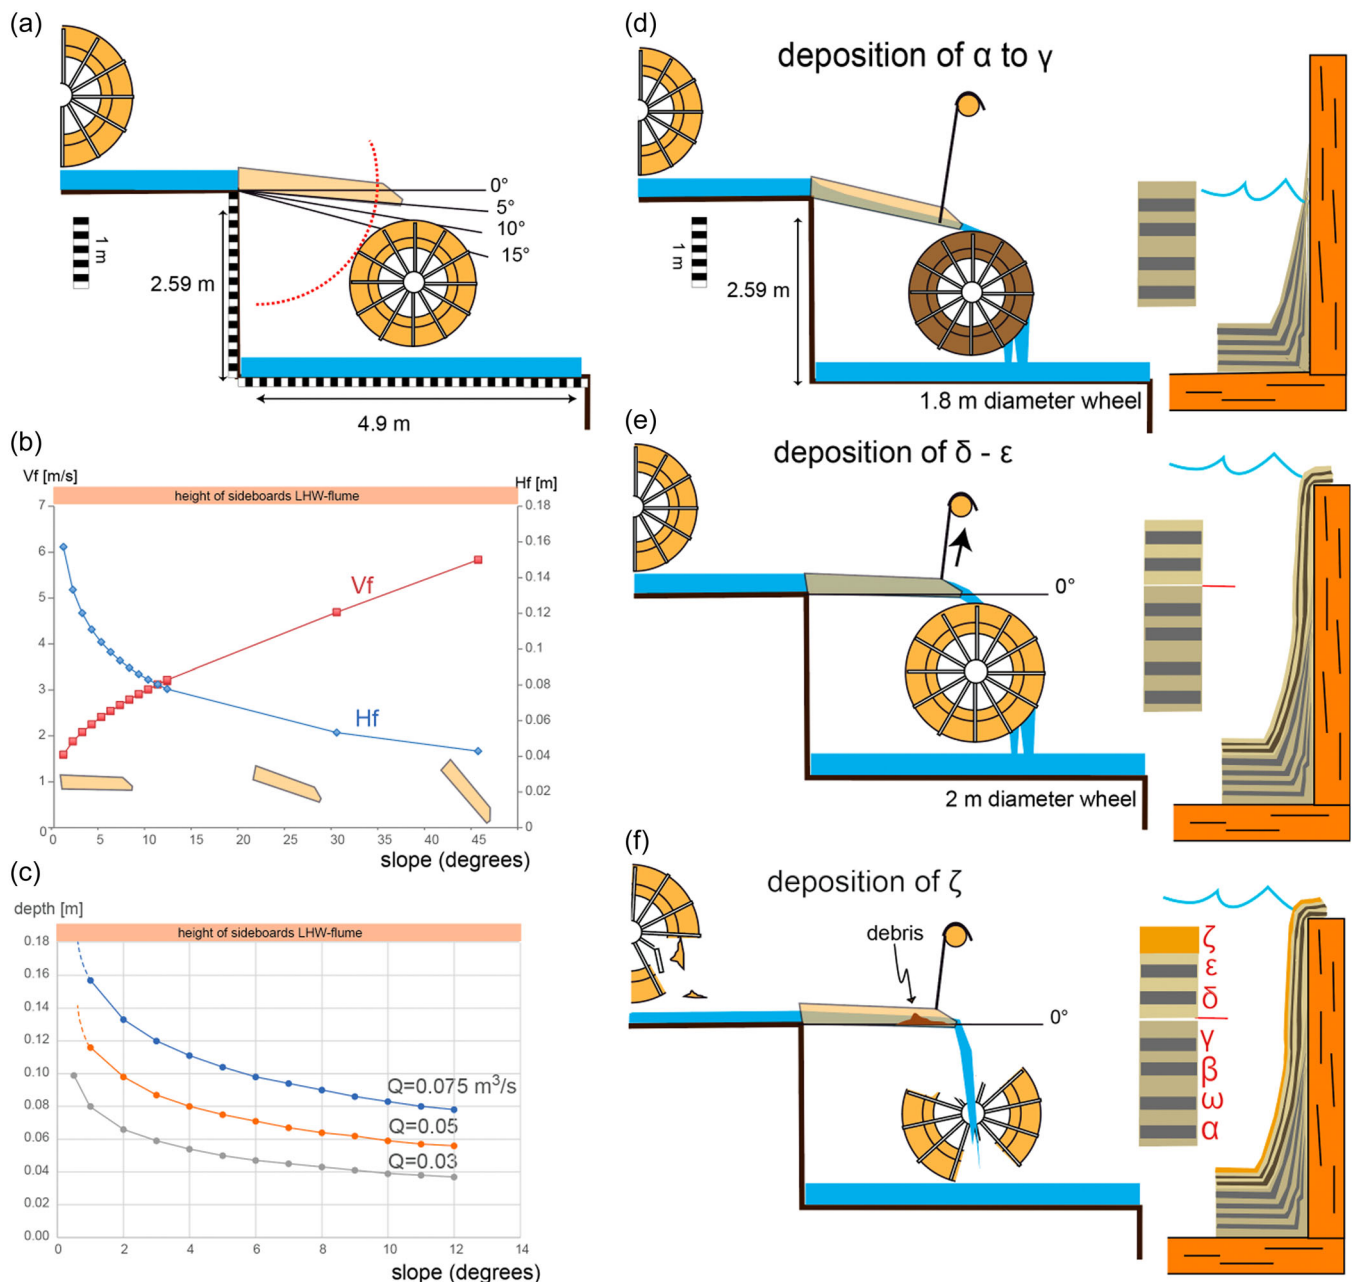 (a)
0°
5°
10°
15°
1 m
2.59 m
4.9 m
(b)
Vf [m/s]
Hf [m]
height of sideboards LHW-flume
7
6
5
4
3
2
1
0
0.18
0.16
0.14
0.12
0.1
0.08
0.06
0.04
0.02
0
Vf
Hf
0 5 10 15 20 25 30 35 40 45
slope (degrees)
(c)
depth [m]
height of sideboards LHW-flume
0.18
0.16
0.14
0.12
0.10
0.08
0.06
0.04
0.02
0.00
Q=0.075 m³/s
Q=0.05
Q=0.03
0 2 4 6 8 10 12 14
slope (degrees)
(d)
deposition of α to γ
1 m
2.59 m
1.8 m diameter wheel
(e)
deposition of δ - ε
0°
2 m diameter wheel
(f)
deposition of ζ
debris
0°
ζ
ε
δ
γ
β
ω
α